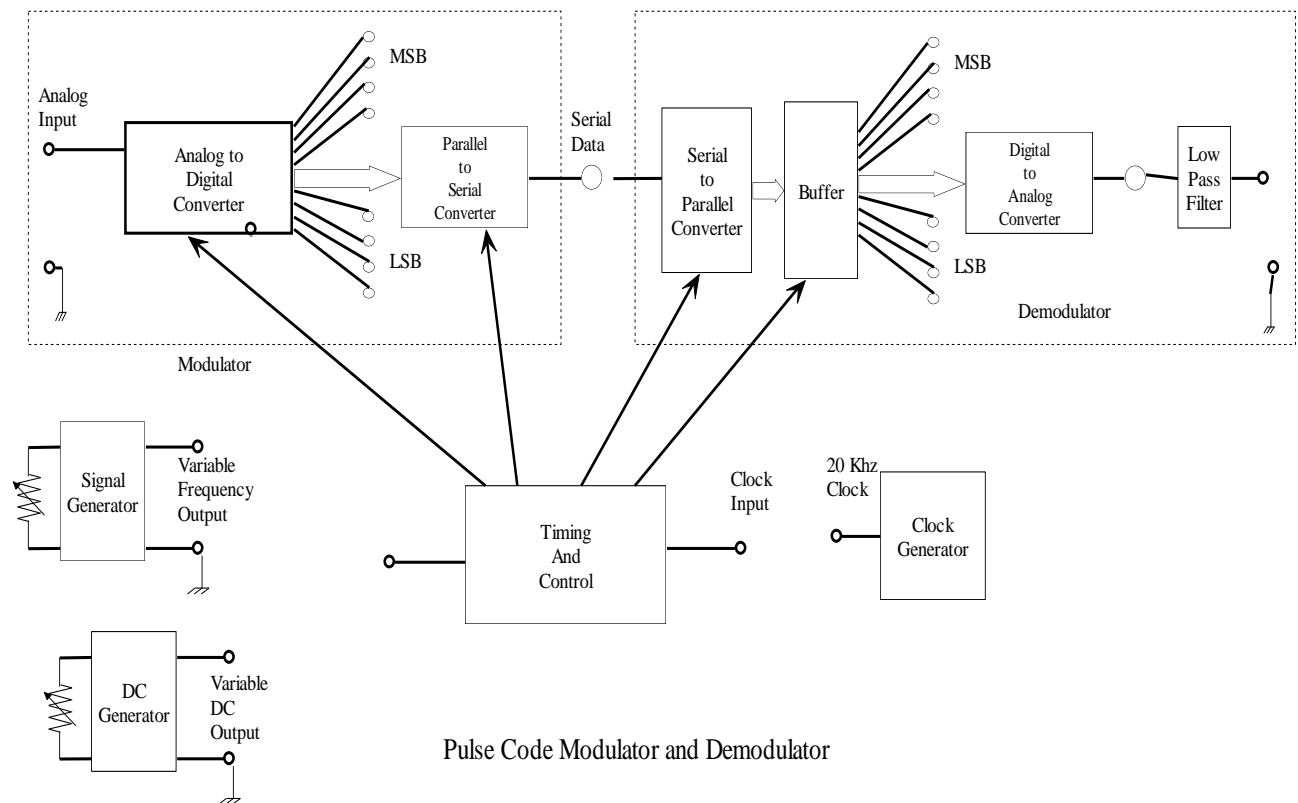 MSB
MSB
Analog
Input
Serial
Data
Analog to
Digital
Converter
Parallel
to
Serial
Converter
Serial
to
Parallel
Converter
Buffer
Digital
to
Analog
Converter
Low
Pass
Filter
LSB
LSB
Demodulator
Modulator
Signal
Generator
Variable
Frequency
Output
Clock
Input
20 Khz
Clock
Timing
And
Control
Clock
Generator
DC
Generator
Variable
DC
Output
Pulse Code Modulator and Demodulator